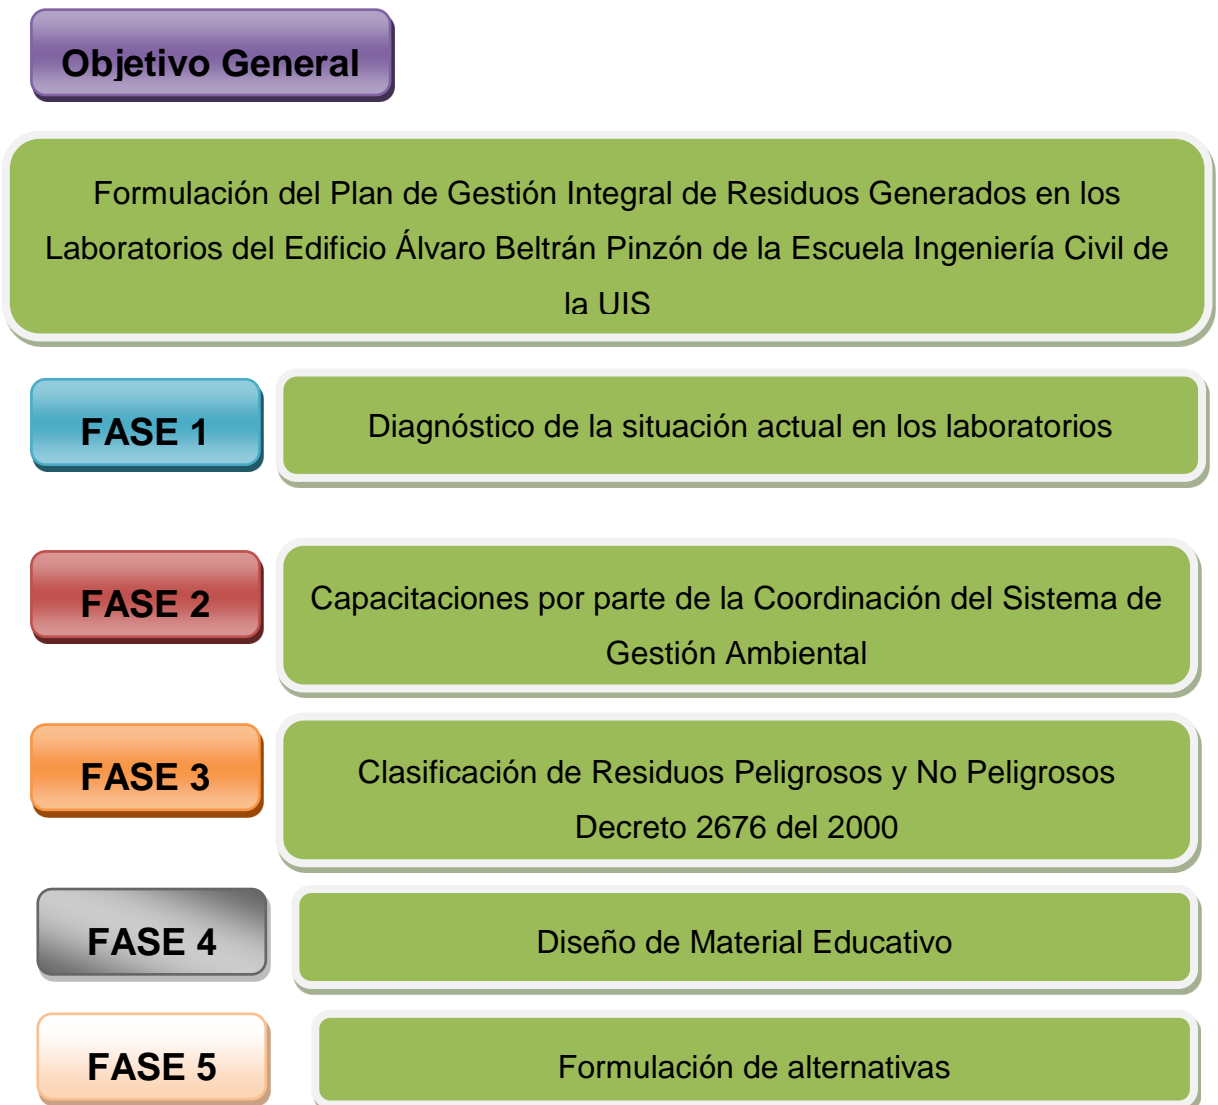 Objetivo General
Formulación del Plan de Gestión Integral de Residuos Generados en los
Laboratorios del Edificio Álvaro Beltrán Pinzón de la Escuela Ingeniería Civil de
la UIS
FASE 1
Diagnóstico de la situación actual en los laboratorios
FASE 2
Capacitaciones por parte de la Coordinación del Sistema de
Gestión Ambiental
FASE 3
Clasificación de Residuos Peligrosos y No Peligrosos
Decreto 2676 del 2000
FASE 4
Diseño de Material Educativo
FASE 5
Formulación de alternativas